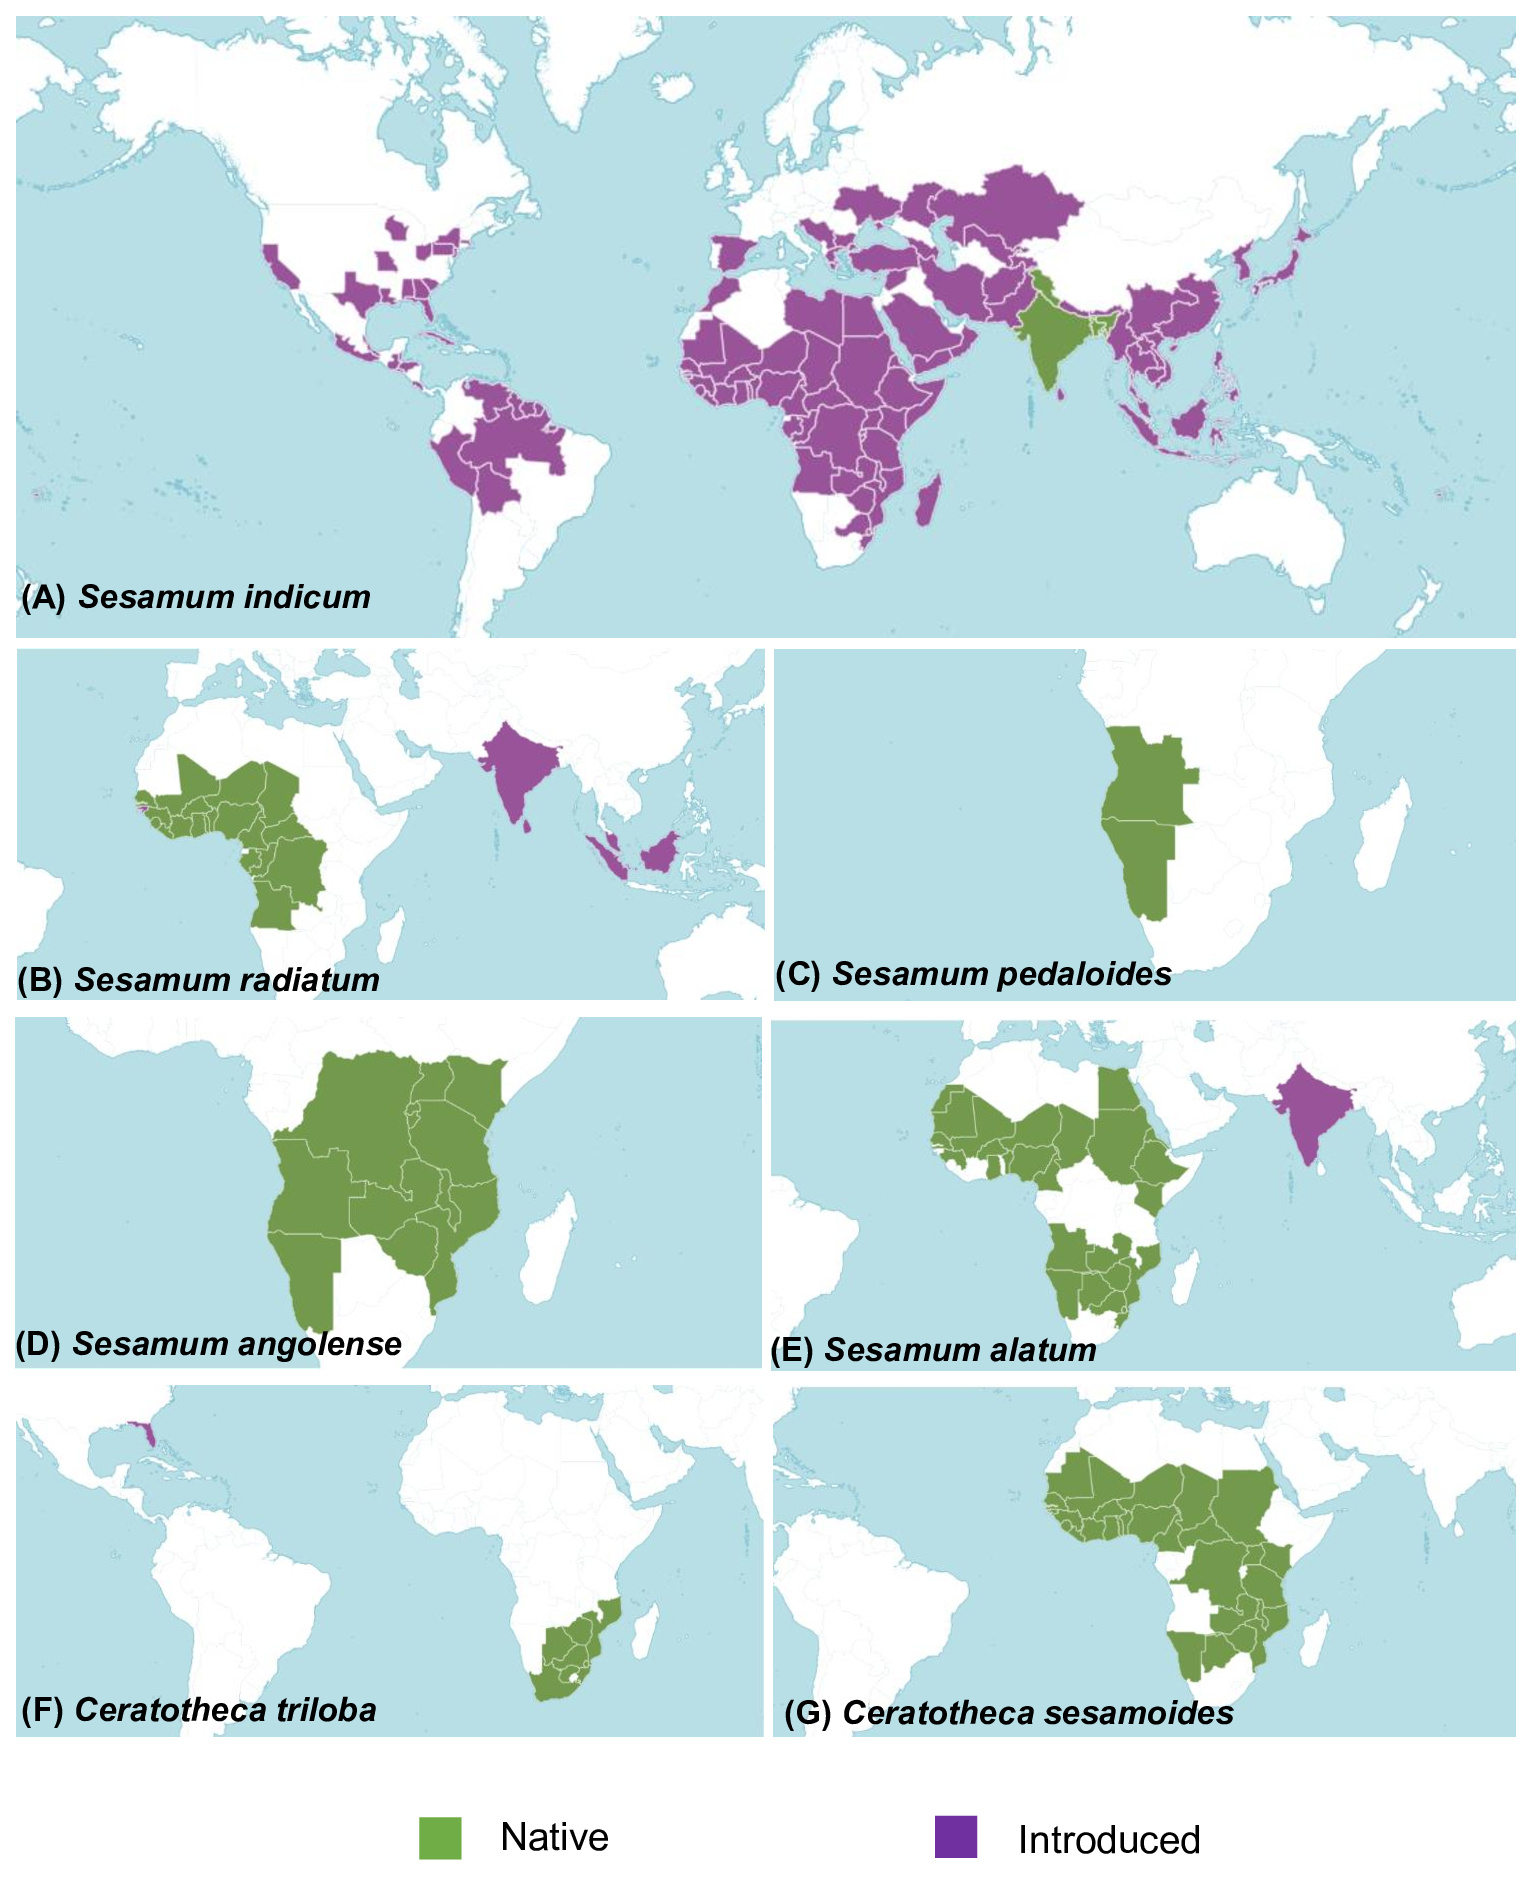 (A) Sesamum indicum
(B) Sesamum radiatum
(C) Sesamum pedaloides
(D) Sesamum angolense
(E) Sesamum alatum
(F) Ceratotheca triloba
(G) Ceratotheca sesamoides
Native
Introduced